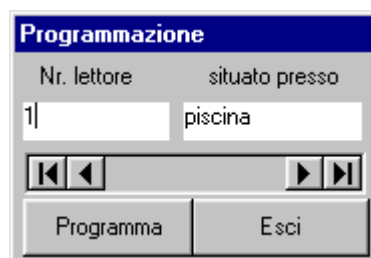 Programmazione
Nr. lettore situato presso
1 piscina
Programma Esci